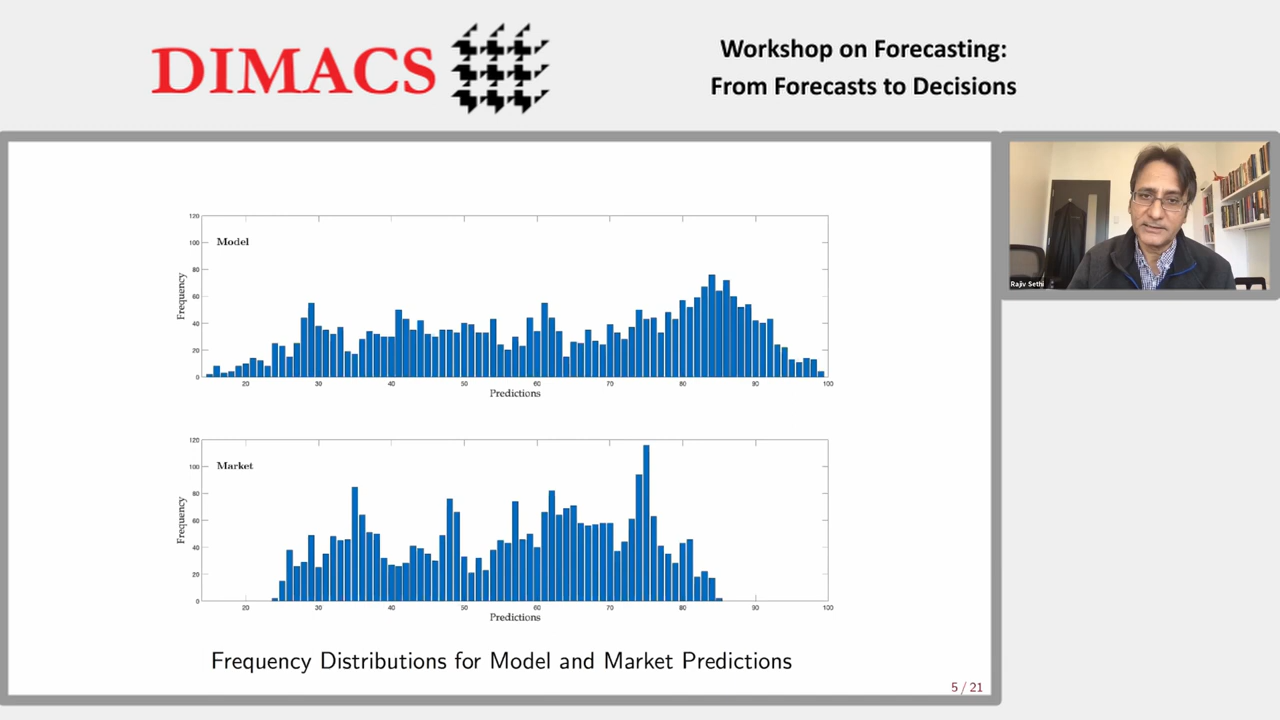 DIMACS
Workshop on Forecasting:
From Forecasts to Decisions
Model
Frequency
120
100
80
60
40
20
0
20 30 40 50 60 70 80 90 100
Predictions
Market
Frequency
120
100
80
60
40
20
0
20 30 40 50 60 70 80 90 100
Predictions
Frequency Distributions for Model and Market Predictions
5 / 21
Rajiv Sethi